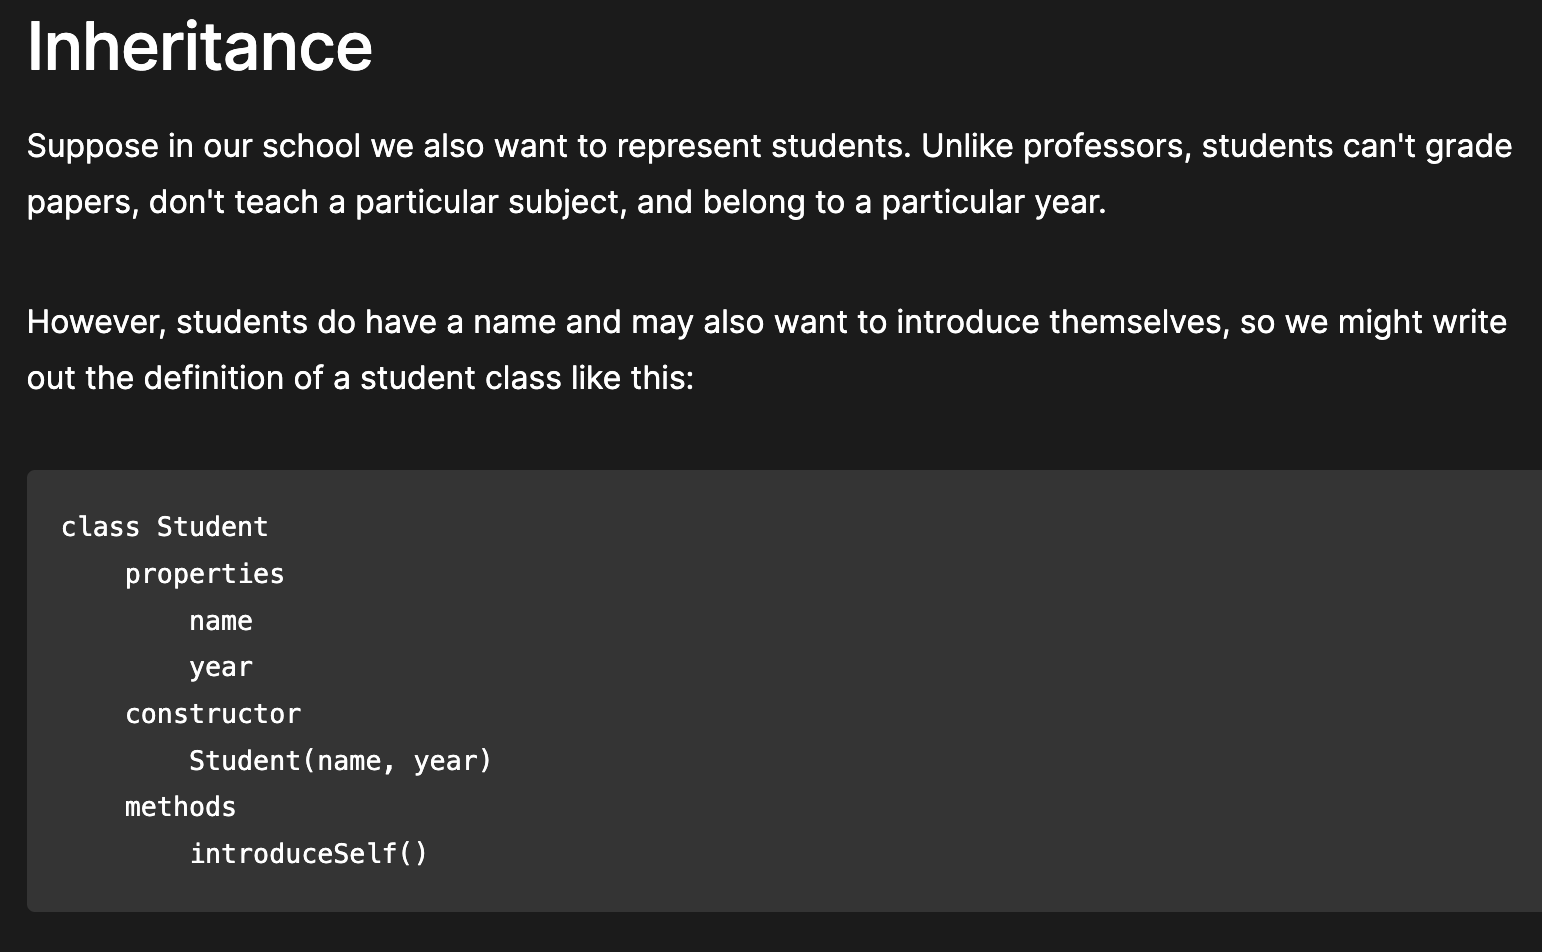 Inheritance
Suppose in our school we also want to represent students. Unlike professors, students can't grade
papers, don't teach a particular subject, and belong to a particular year.
However, students do have a name and may also want to introduce themselves, so we might write
out the definition of a student class like this:
class Student
    properties
        name
        year
    constructor
        Student(name, year)
    methods
        introduceSelf()